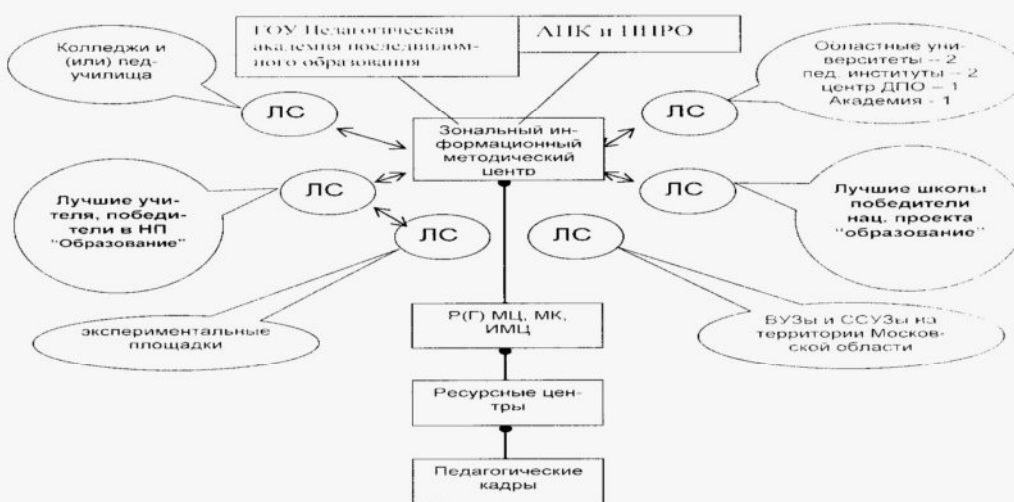 ГОУ Педагогическая
академия последиплом-
ного образования
АПК и ППРО
Колледжи и
(или) пед-
училища
Областные уни-
верситеты – 2
пед. институты – 2
центр ДПО – 1
Академия - 1
ЛС
ЛС
Зональный ин-
формационный
методический
центр
Лучшие учи-
теля, победи-
тели в НП
"Образование"
ЛС
ЛС
Лучшие школы
победители
нац. проекта
"образование"
ЛС
ЛС
экспериментальные
площадки
Р(Г) МЦ, МК,
ИМЦ
ВУЗы и ССУЗы на
территории Москов-
ской области
Ресурсные цен-
тры
Педагогические
кадры